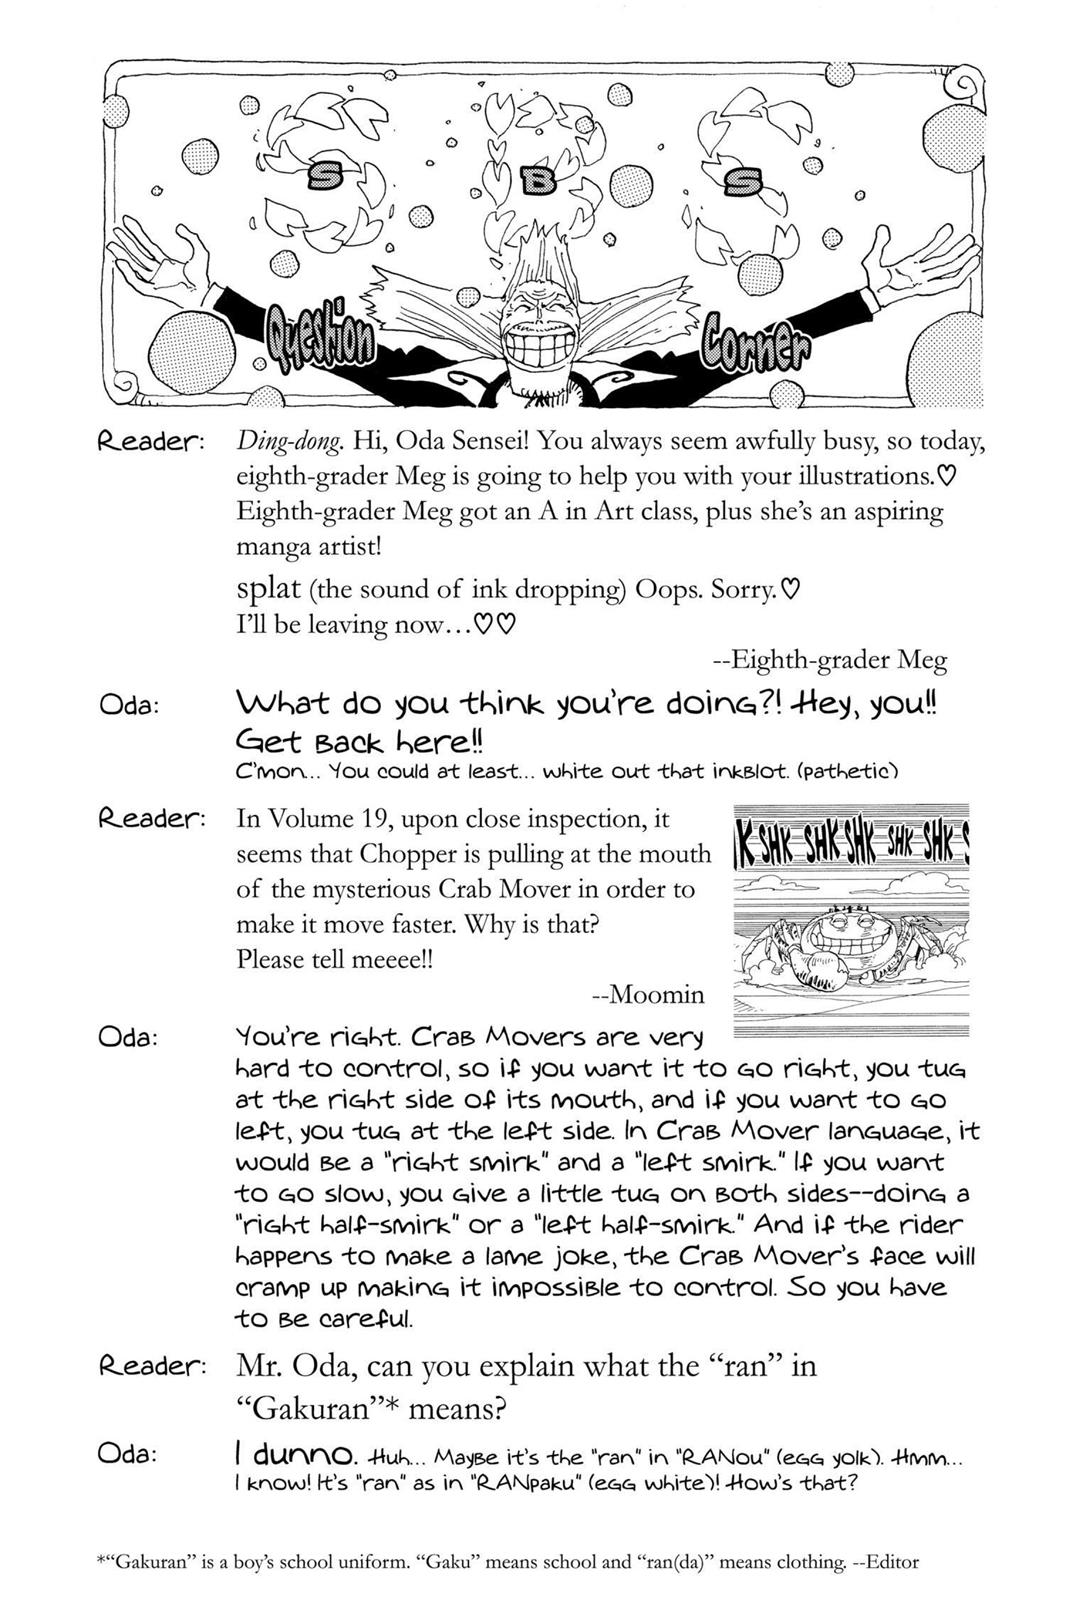 S B S
Question Corner
Reader: Ding-dong. Hi, Oda Sensei! You always seem awfully busy, so today,
eighth-grader Meg is going to help you with your illustrations.♡
Eighth-grader Meg got an A in Art class, plus she's an aspiring
manga artist!
splat (the sound of ink dropping) Oops. Sorry.♡
I'll be leaving now...♡♡
--Eighth-grader Meg
Oda: What do you think you're doing?! Hey, you!!
Get back here!!
C'mon... You could at least... white out that inkblot. (pathetic)
Reader: In Volume 19, upon close inspection, it
seems that Chopper is pulling at the mouth
of the mysterious Crab Mover in order to
make it move faster. Why is that?
Please tell meeee!!
--Moomin
K SHK SHK SHK SHK SHK S
Oda: You're right. Crab Movers are very
hard to control, so if you want it to go right, you tug
at the right side of its mouth, and if you want to go
left, you tug at the left side. In Crab Mover language, it
would be a "right smirk" and a "left smirk." If you want
to go slow, you give a little tug on both sides--doing a
"right half-smirk" or a "left half-smirk." And if the rider
happens to make a lame joke, the Crab Mover's face will
cramp up making it impossible to control. So you have
to be careful.
Reader: Mr. Oda, can you explain what the “ran” in
“Gakuran”* means?
Oda: I dunno. Huh... Maybe it's the "ran" in "RANou" (egg yolk). Hmm...
I know! It's "ran" as in "RANpaku" (egg white)! How's that?
*“Gakuran” is a boy's school uniform. “Gaku” means school and “ran(da)” means clothing. --Editor